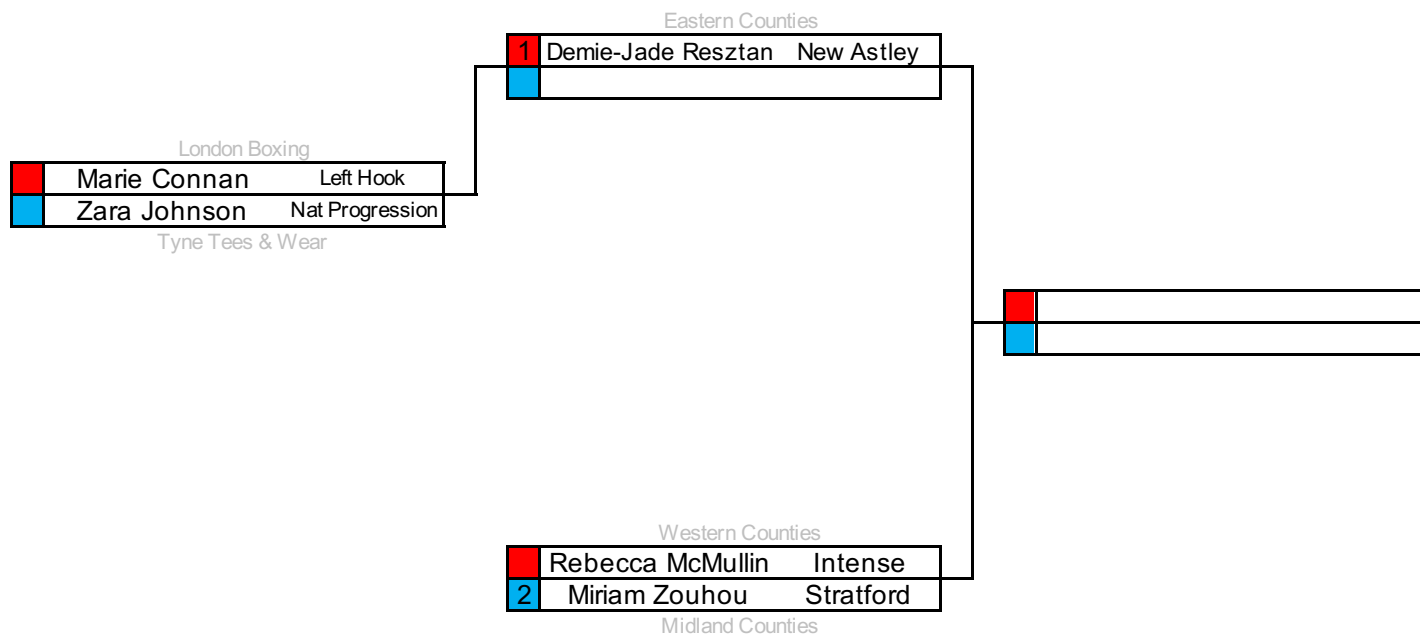 Eastern Counties
1 Demie-Jade Resztan New Astley
London Boxing
Marie Connan Left Hook
Zara Johnson Nat Progression
Tyne Tees & Wear
Western Counties
Rebecca McMullin Intense
2 Miriam Zouhou Stratford
Midland Counties